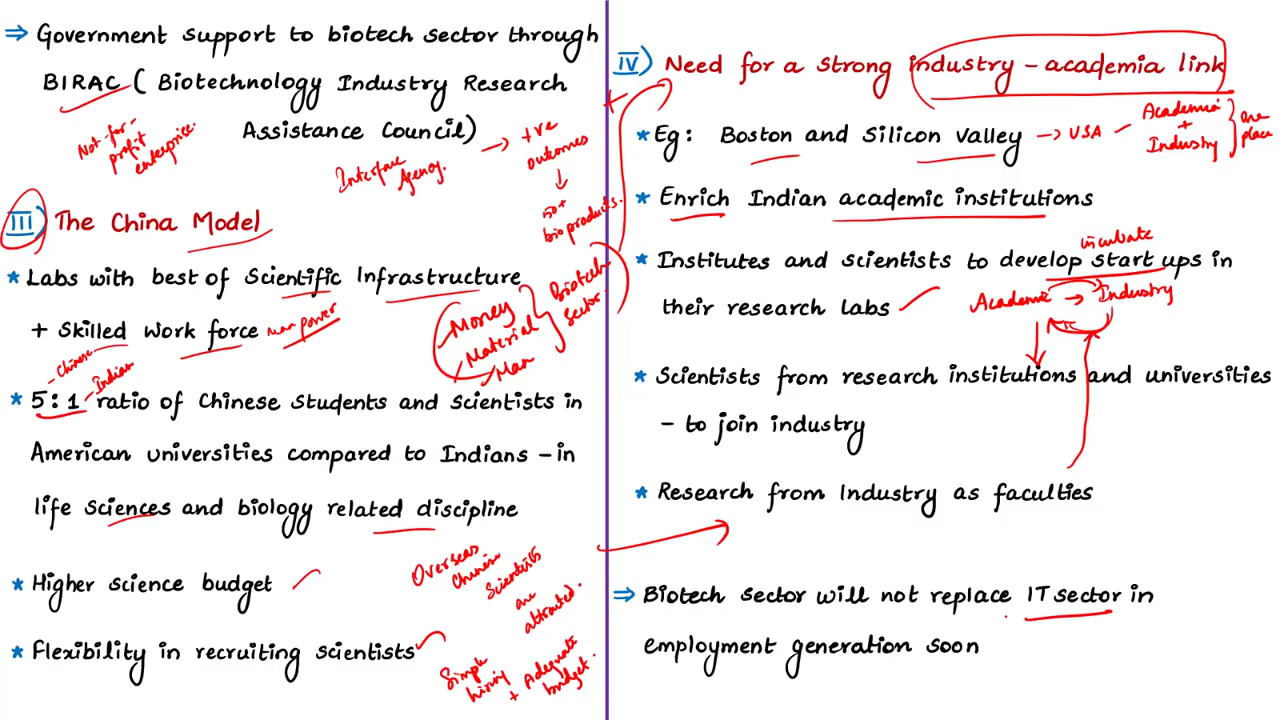 ⇒ Government support to biotech sector through
BIRAC ( Biotechnology Industry Research
Assistance Council)
Not-for-
profit
enterprise.
Interface
Agency.
→ +ve
outcomes
↓
50+
bioproducts.
III) The China Model
* Labs with best of Scientific Infrastructure
+ Skilled Work force
man power
Money
Material
Man
Biotech
Sector
Chinese
Indian
* 5:1 ratio of Chinese Students and Scientists in
American universities compared to Indians - in
life sciences and biology related discipline
* Higher science budget
* Flexibility in recruiting scientists
Overseas
Chinese
Scientists
are
attracted.
Simple
hiring
+ Adequate
budget.
IV) Need for a Strong industry - academia link
* Eg: Boston and Silicon Valley → USA
Academia
+
Industry
one
place
* Enrich Indian academic institutions
incubate
* Institutes and scientists to develop start ups in
their research labs
Academic → Industry
* Scientists from research institutions and universities
- to join industry
* Research from Industry as faculties
⇒ Biotech sector will not replace IT sector in
employment generation soon